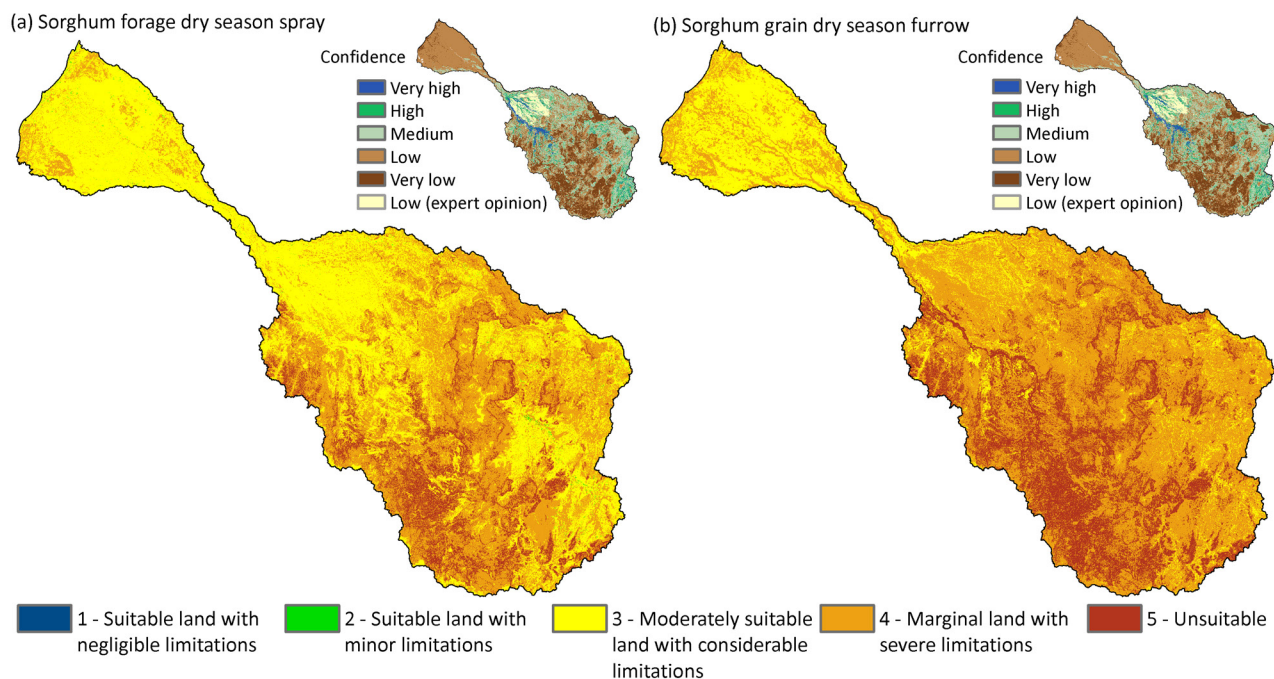 (a) Sorghum forage dry season spray
Confidence
Very high
High
Medium
Low
Very low
Low (expert opinion)
(b) Sorghum grain dry season furrow
Confidence
Very high
High
Medium
Low
Very low
Low (expert opinion)
1 - Suitable land with
negligible limitations
2 - Suitable land with
minor limitations
3 - Moderately suitable
land with considerable
limitations
4 - Marginal land with
severe limitations
5 - Unsuitable